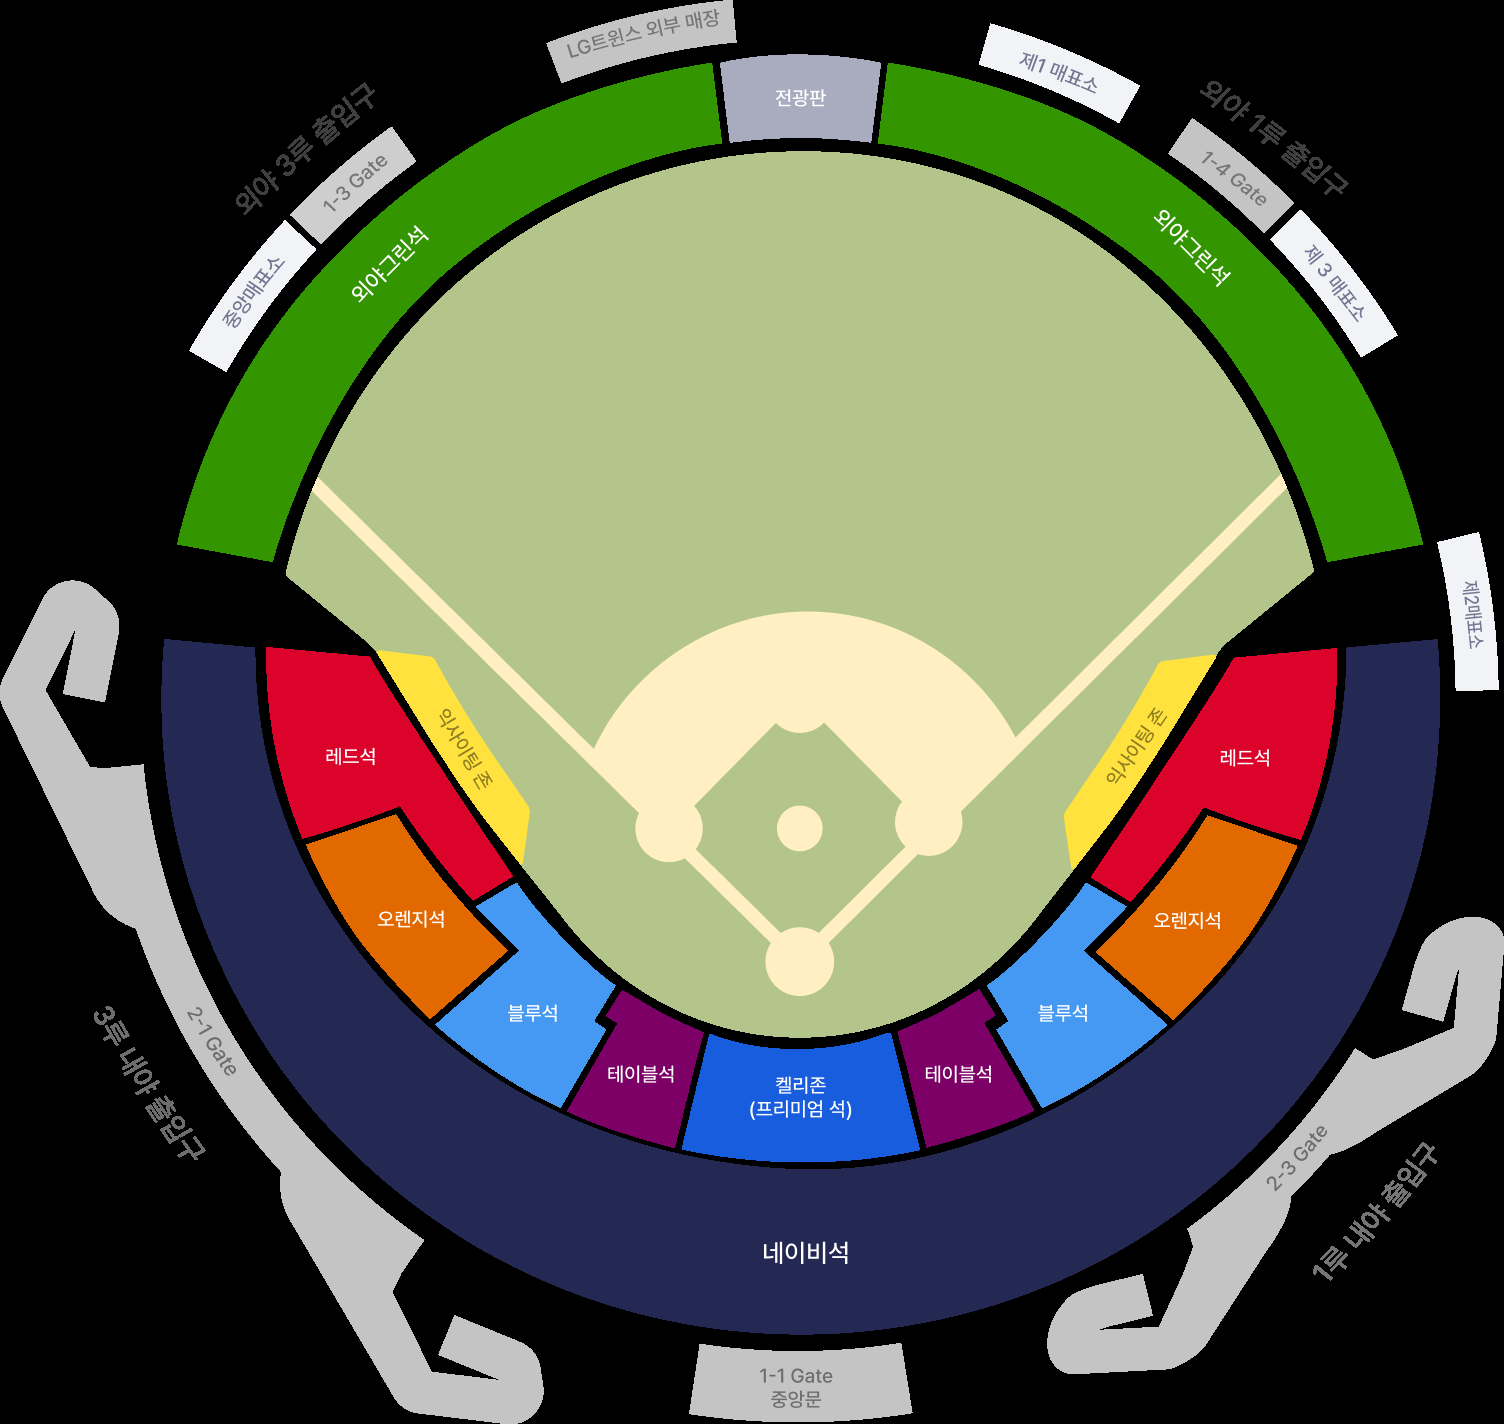 LG트윈스 외부 매장
제1 매표소
전광판
외야 3루 출입구
외야 1루 출입구
1-3 Gate
1-4 Gate
외야그린석
외야그린석
중앙매표소
제 3 매표소
제2매표소
익사이팅 존
익사이팅 존
레드석
레드석
오렌지석
오렌지석
블루석
블루석
2-1 Gate
3루 내야 출입구
테이블석
켈리존
(프리미엄 석)
테이블석
2-3 Gate
1루 내야 출입구
네이비석
1-1 Gate
중앙문